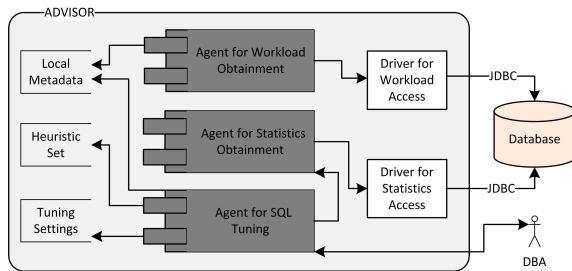 ADVISOR
Local
Metadata
Agent for Workload
Obtainment
Driver for
Workload
Access
JDBC
Heuristic
Set
Agent for Statistics
Obtainment
Database
Tuning
Settings
Agent for SQL
Tuning
Driver for
Statistics
Access
JDBC
DBA